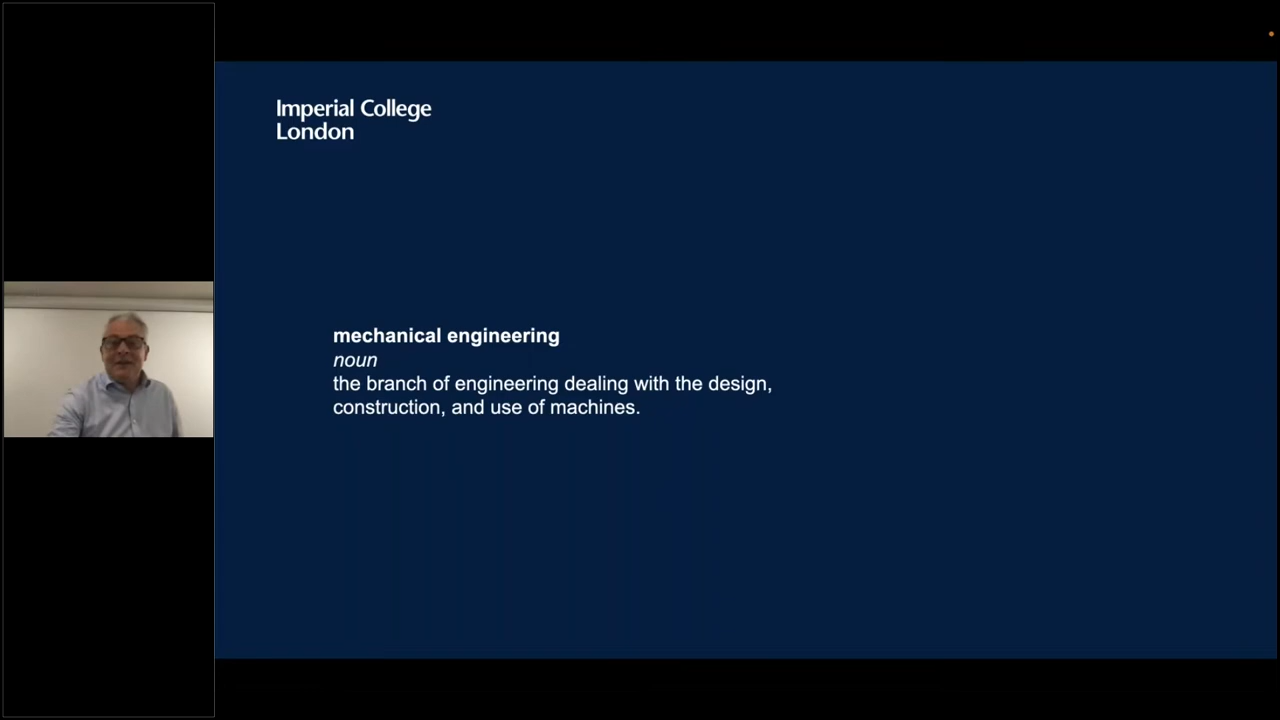 Imperial College
London
mechanical engineering
noun
the branch of engineering dealing with the design,
construction, and use of machines.